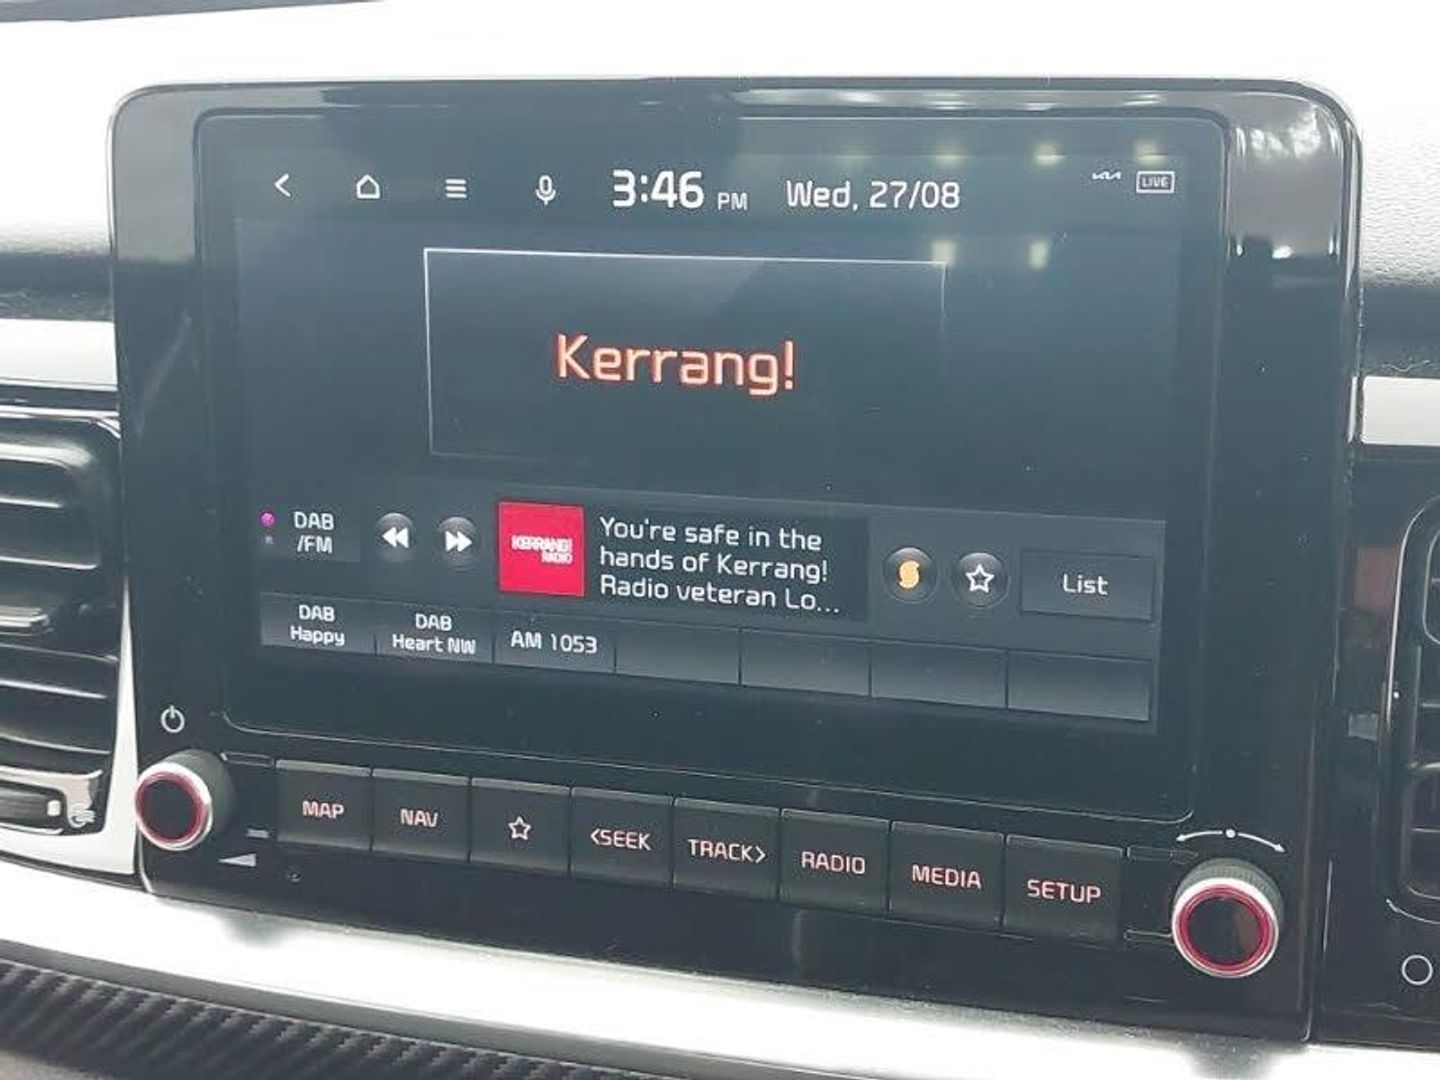 3:46 PM Wed, 27/08
KIA LIVE
Kerrang!
DAB
/FM
KERRANG!
RADIO
You're safe in the
hands of Kerrang!
Radio veteran Lo...
List
DAB
Happy
DAB
Heart NW
AM 1053
MAP NAV <SEEK TRACK> RADIO MEDIA SETUP